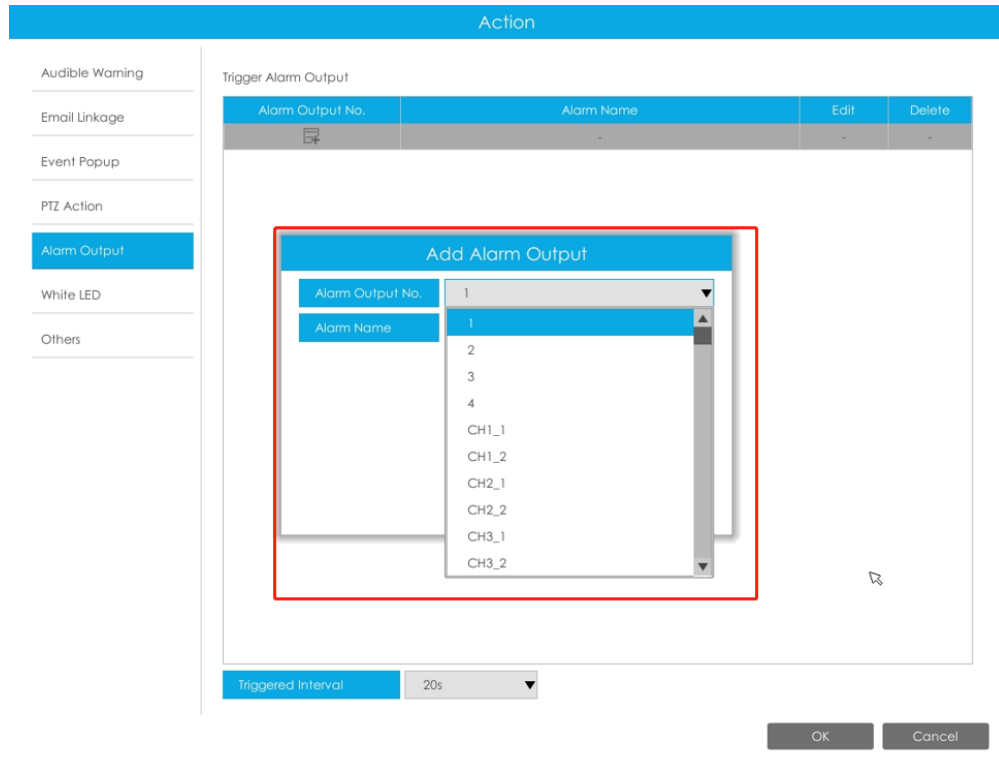 Action
Audible Warning
Email Linkage
Event Popup
PTZ Action
Alarm Output
White LED
Others
Trigger Alarm Output
Alarm Output No. Alarm Name Edit Delete
- - -
Add Alarm Output
Alarm Output No. 1
Alarm Name
1
2
3
4
CH1_1
CH1_2
CH2_1
CH2_2
CH3_1
CH3_2
Triggered Interval 20s
OK Cancel